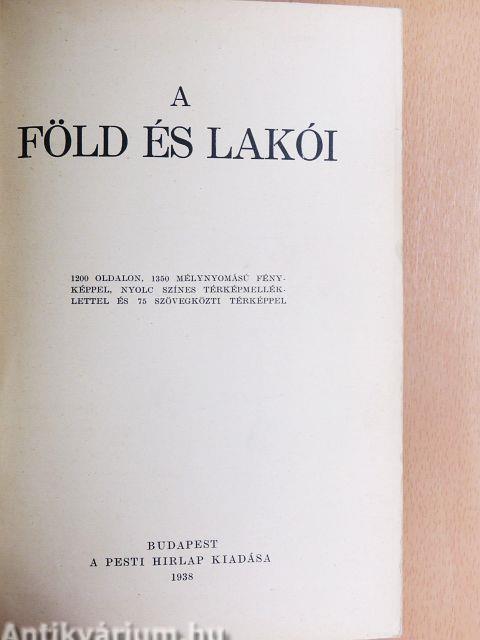 A
FÖLD ÉS LAKÓI
1200 OLDALON, 1350 MÉLYNYOMÁSÚ FÉNY-
KÉPPEL, NYOLC SZÍNES TÉRKÉPMELLÉK-
LETTEL ÉS 75 SZÖVEGKÖZTI TÉRKÉPPEL
BUDAPEST
A PESTI HIRLAP KIADÁSA
1938
Antikvárium.hu